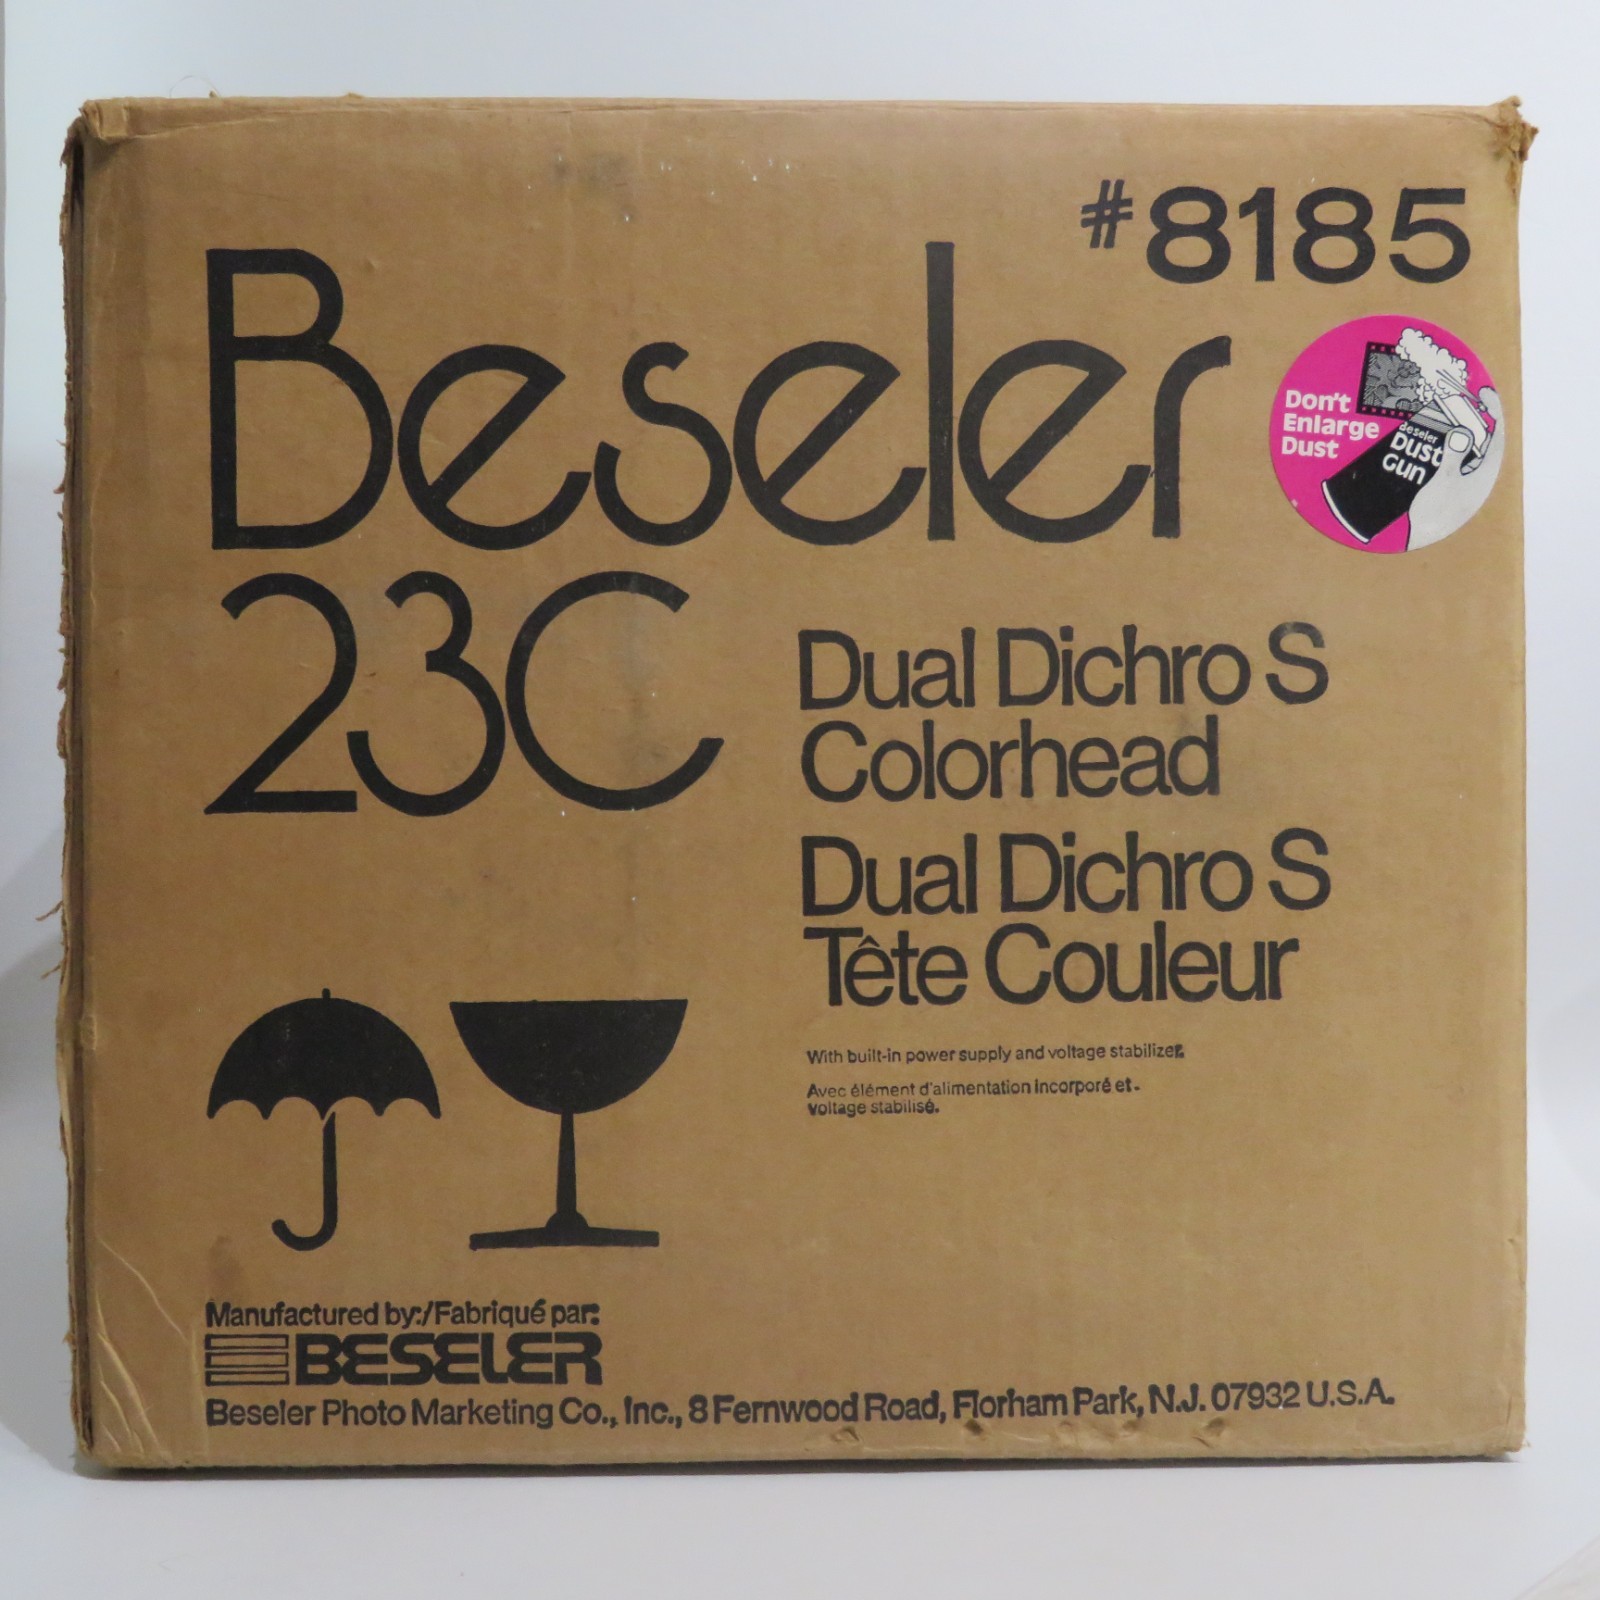 #8185
Beseler
23C
Don't
Enlarge
Dust
Beseler
Dust
Gun
Dual Dichro S
Colorhead
Dual Dichro S
Tête Couleur
With built-in power supply and voltage stabilizer.
Avec élément d'alimentation incorporé et-
voltage stabilisé.
Manufactured by:/Fabriqué par:
BESELER
Beseler Photo Marketing Co., Inc., 8 Fernwood Road, Florham Park, N.J. 07932 U.S.A.